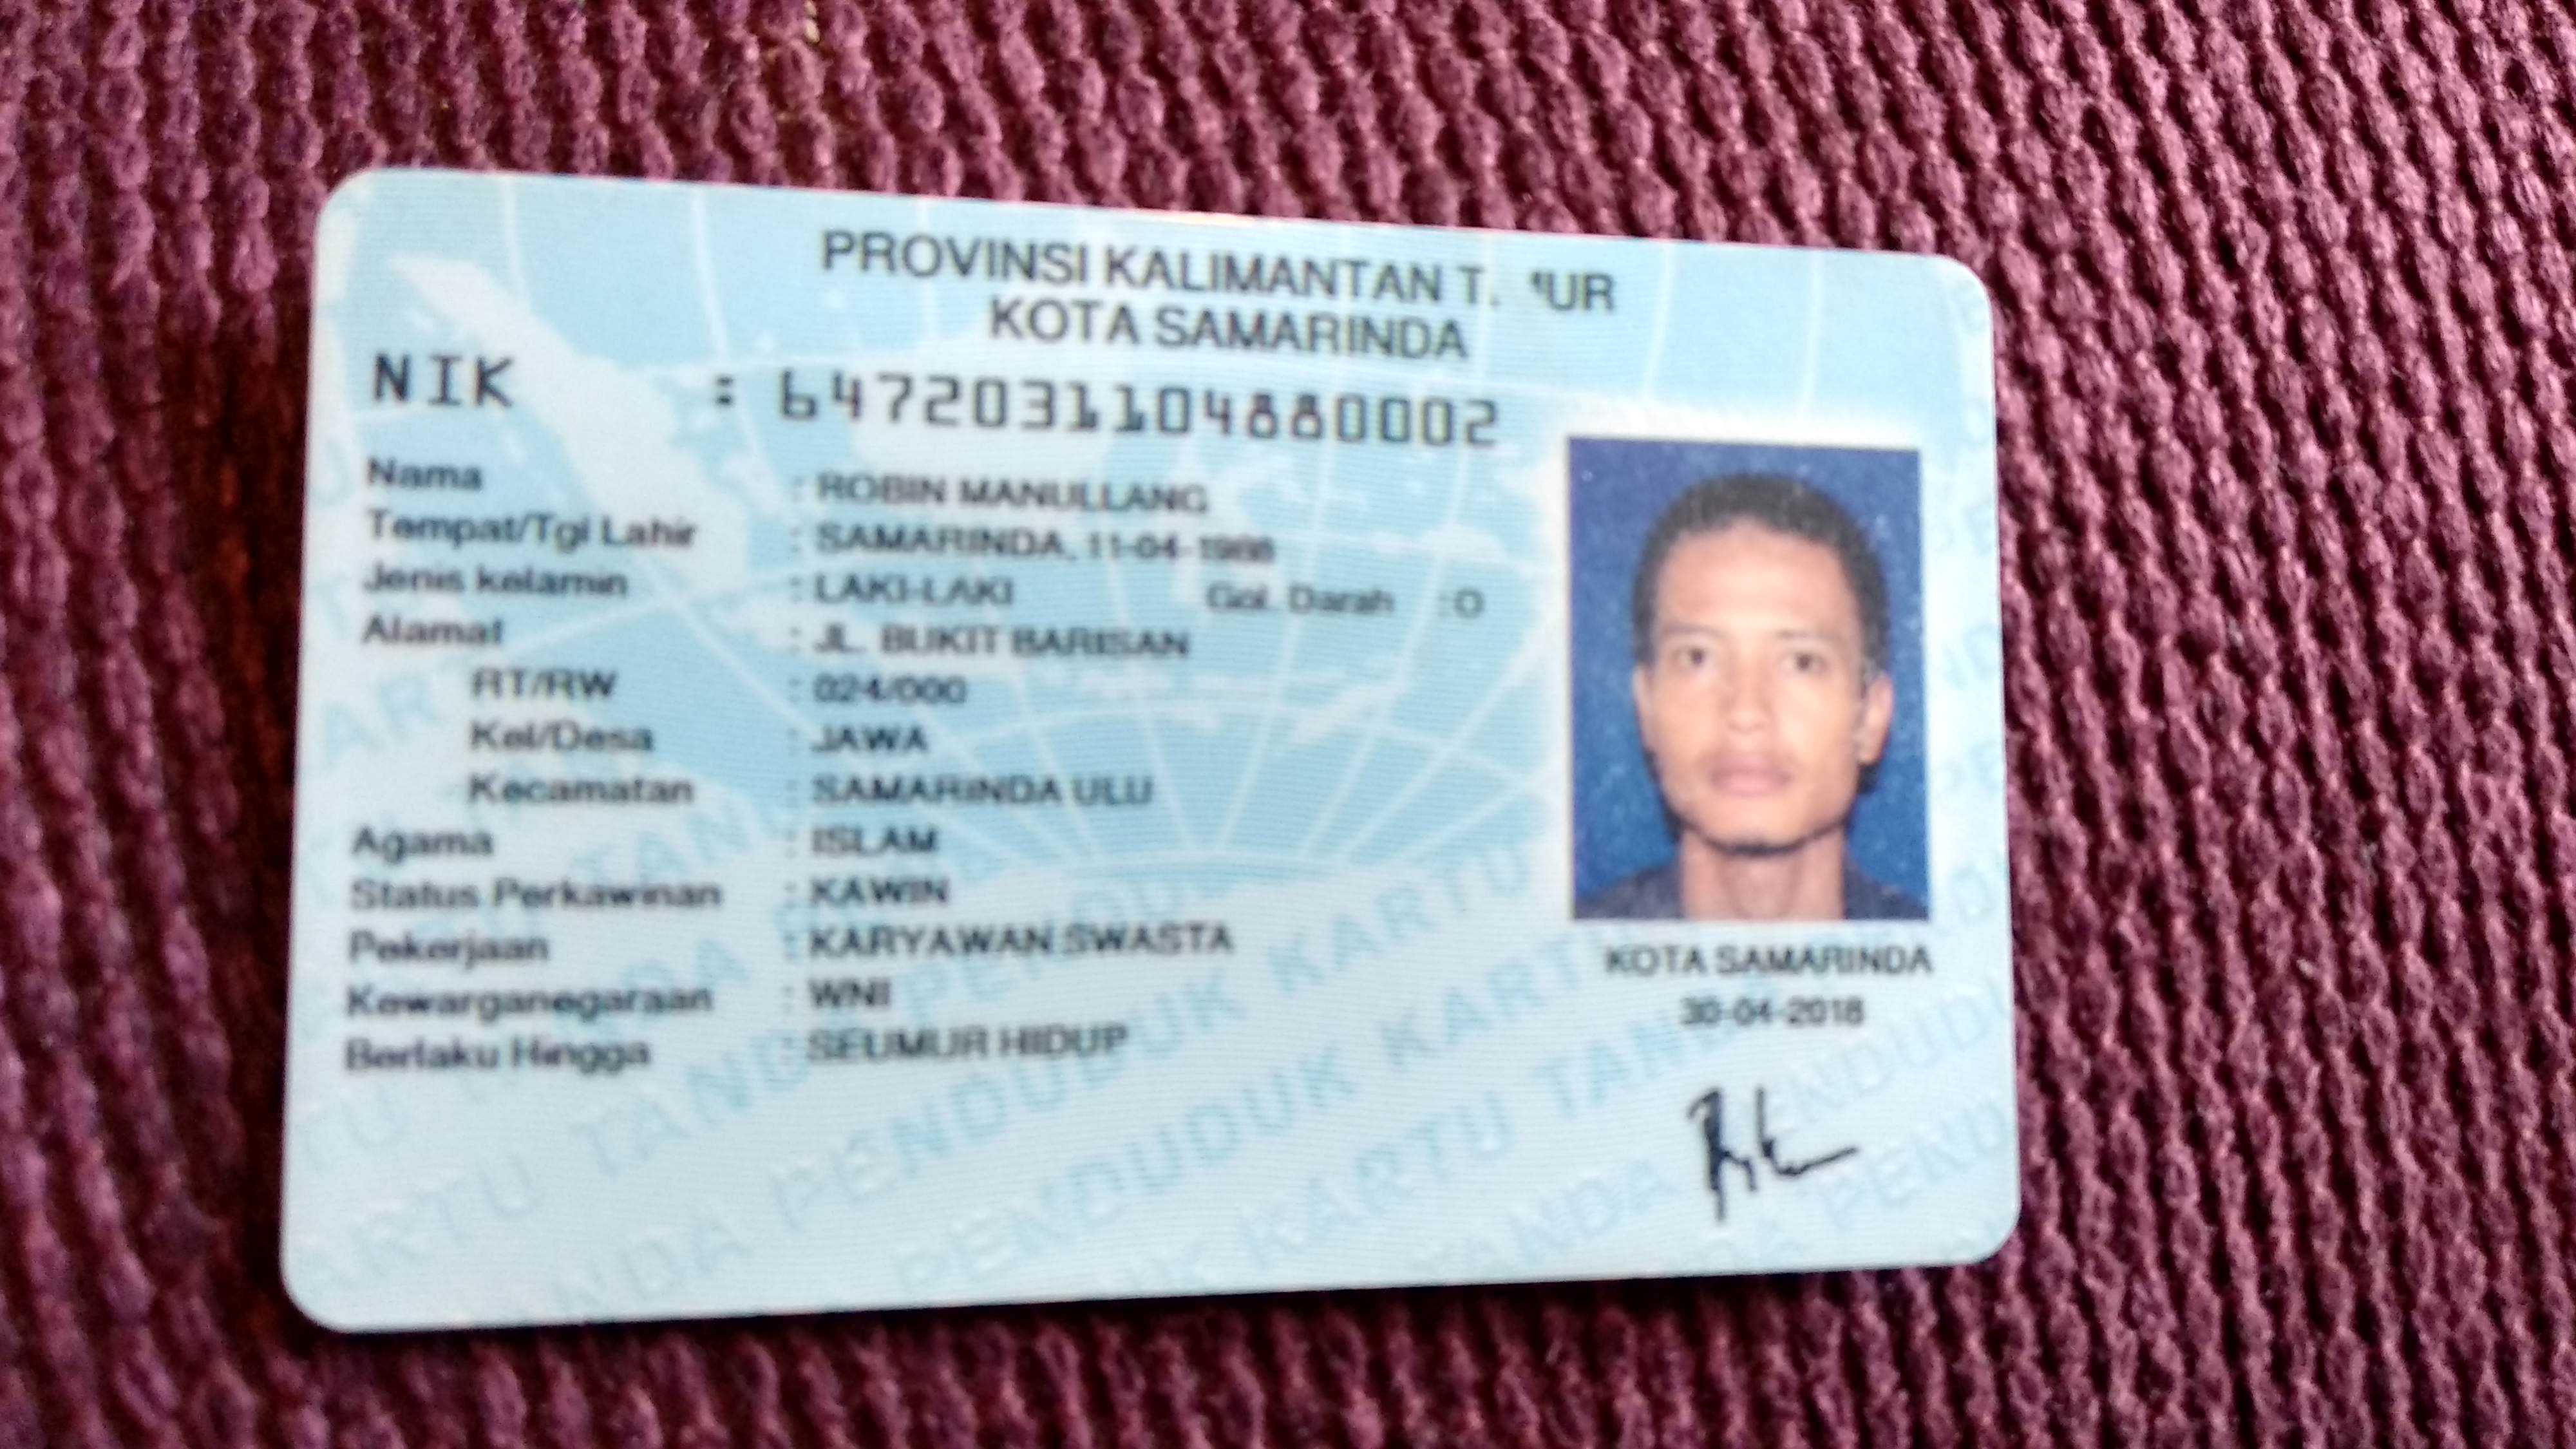 PROVINSI KALIMANTAN T. UR
KOTA SAMARINDA
NIK : 6472031104880002
Nama : ROBIN MANULLANG
Tempat/Tgl Lahir : SAMARINDA, 11-04-1988
Jenis kelamin : LAKI-LAKI Gol. Darah : O
Alamat : JL. BUKIT BARISAN
RT/RW : 024/000
Kel/Desa : JAWA
Kecamatan : SAMARINDA ULU
Agama : ISLAM
Status Perkawinan : KAWIN
Pekerjaan : KARYAWAN SWASTA
Kewarganegaraan : WNI
Berlaku Hingga : SEUMUR HIDUP
KOTA SAMARINDA
30-04-2018